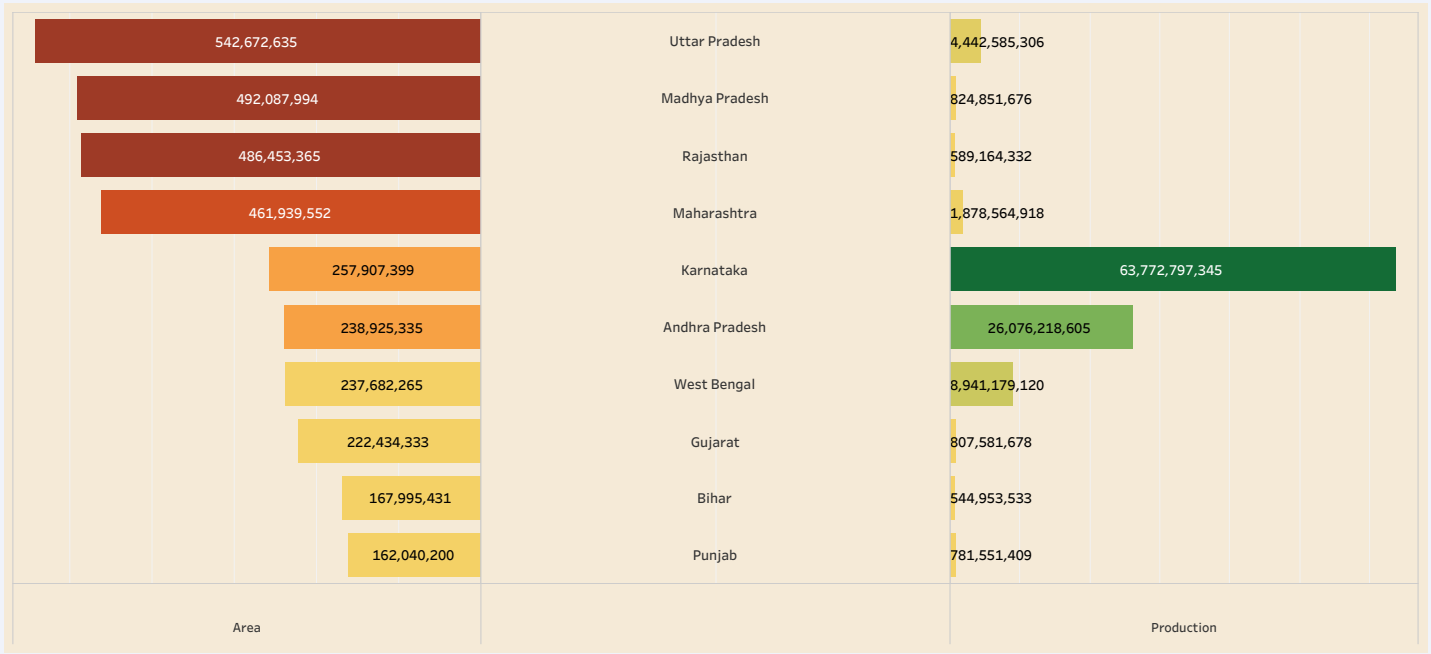 542,672,635 Uttar Pradesh 4,442,585,306
492,087,994 Madhya Pradesh 824,851,676
486,453,365 Rajasthan 589,164,332
461,939,552 Maharashtra 1,878,564,918
257,907,399 Karnataka 63,772,797,345
238,925,335 Andhra Pradesh 26,076,218,605
237,682,265 West Bengal 8,941,179,120
222,434,333 Gujarat 807,581,678
167,995,431 Bihar 544,953,533
162,040,200 Punjab 781,551,409
Area Production